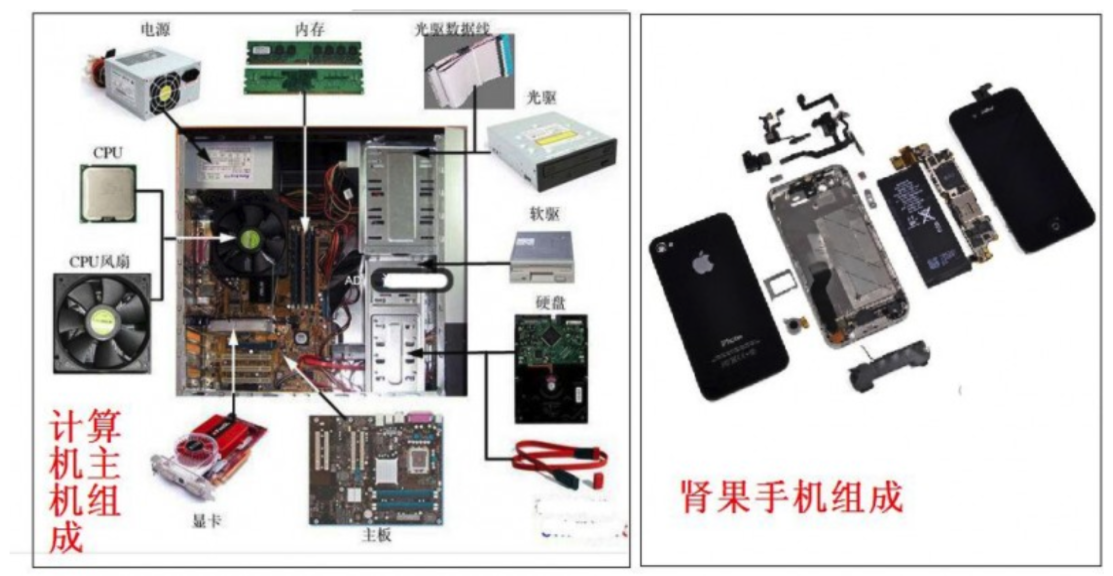 电源
内存
光驱数据线
光驱
CPU
软驱
CPU风扇
硬盘
计算
机主
机组
成
显卡
主板
iPhone
肾果手机组成